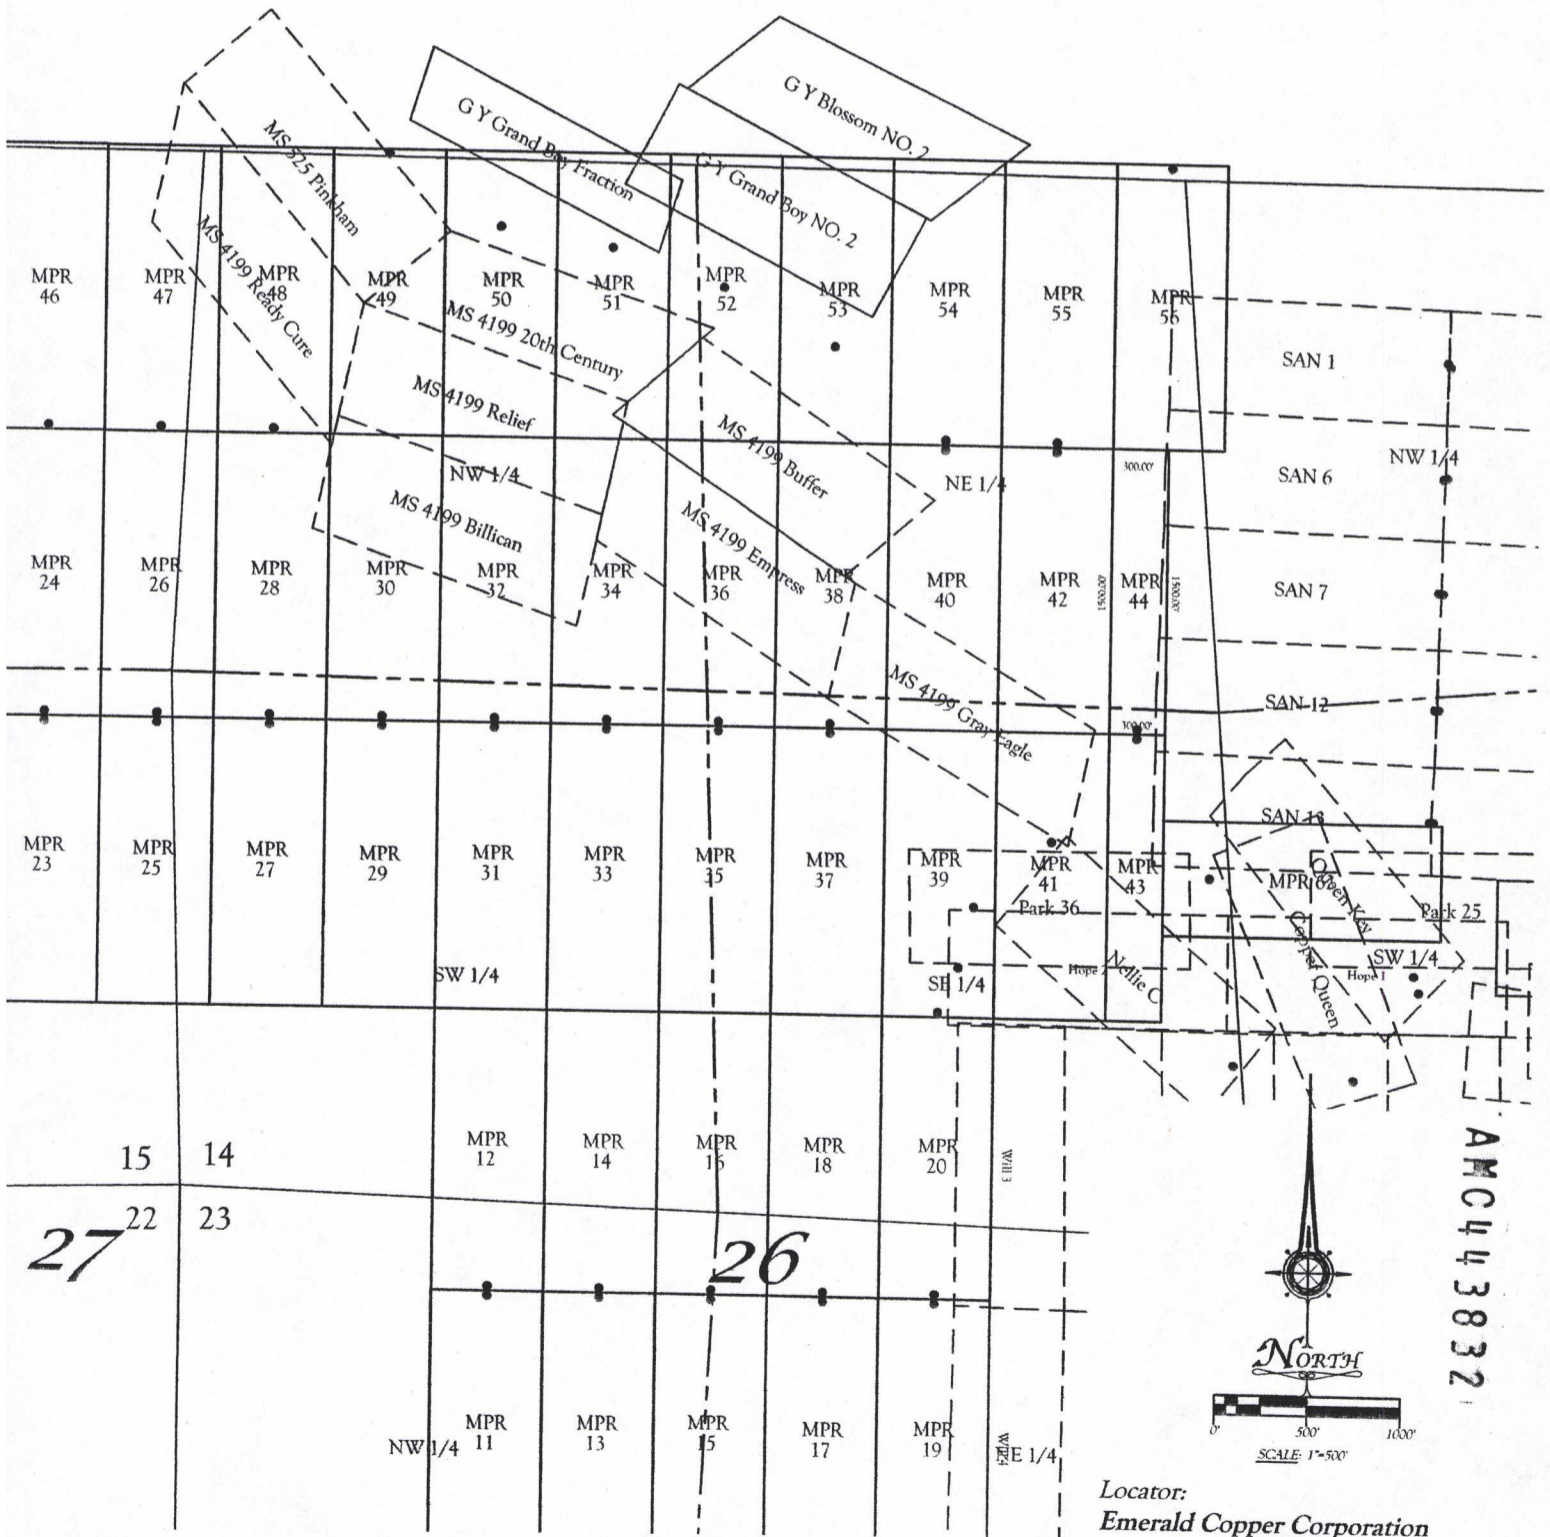 G Y Blossom NO. 2
G Y Grand Boy Fraction
G Y Grand Boy NO. 2
MS 325 Pinkham
MS 4199 Ready Cure
MPR 46
MPR 47
MPR 48
MPR 49
MPR 50
MPR 51
MPR 52
MPR 53
MPR 54
MPR 55
MPR 56
MS 4199 20th Century
MS 4199 Relief
MS 4199 Buffer
SAN 1
NW 1/4
NE 1/4
300.00'
SAN 6
NW 1/4
MS 4199 Billican
MS 4199 Empress
MPR 24
MPR 26
MPR 28
MPR 30
MPR 32
MPR 34
MPR 36
MPR 38
MPR 40
MPR 42
1500.00'
MPR 44
1500.00'
SAN 7
MS 4199 Gray Eagle
300.00'
SAN 12
SAN 13
MPR 23
MPR 25
MPR 27
MPR 29
MPR 31
MPR 33
MPR 35
MPR 37
MPR 39
MPR 41
MPR 43
Queen Key
Park 36
Park 25
Copper Queen
SW 1/4
SE 1/4
Nellie C
Hope 1
SW 1/4
MPR 12
MPR 14
MPR 16
MPR 18
MPR 20
Will 3
15
14
22
23
27
26
AMC443832
NORTH
MPR 11
MPR 13
MPR 15
MPR 17
MPR 19
NW 1/4
NE 1/4
0'
500'
1000'
SCALE: 1"=500'
Locator:
Emerald Copper Corporation